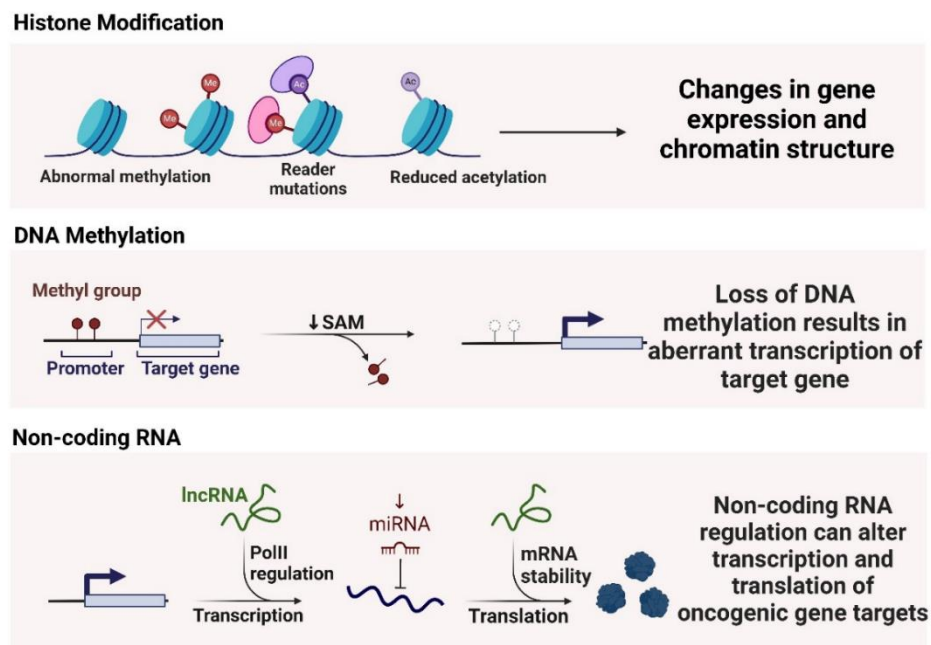 Histone Modification
Me
Me
Ac
Me
Ac
Abnormal methylation
Reader
mutations
Reduced acetylation
Changes in gene
expression and
chromatin structure
DNA Methylation
Methyl group
Promoter
Target gene
↓SAM
Loss of DNA
methylation results in
aberrant transcription of
target gene
Non-coding RNA
lncRNA
PolII
regulation
Transcription
↓
miRNA
mRNA
stability
Translation
Non-coding RNA
regulation can alter
transcription and
translation of
oncogenic gene targets